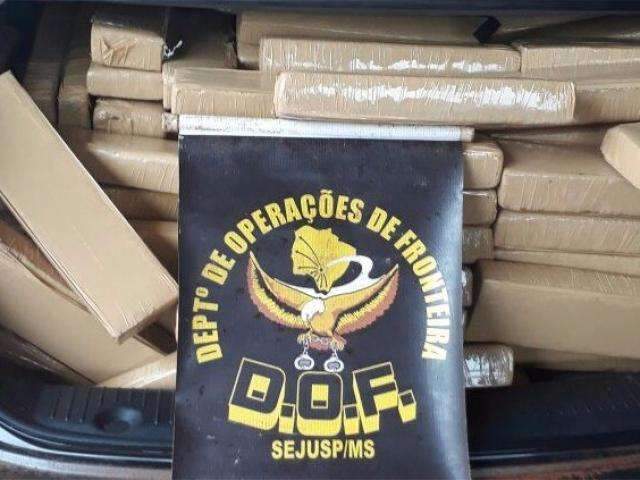 DEPTº DE OPERAÇÕES DE FRONTEIRA
D.O.F.
SEJUSP/MS